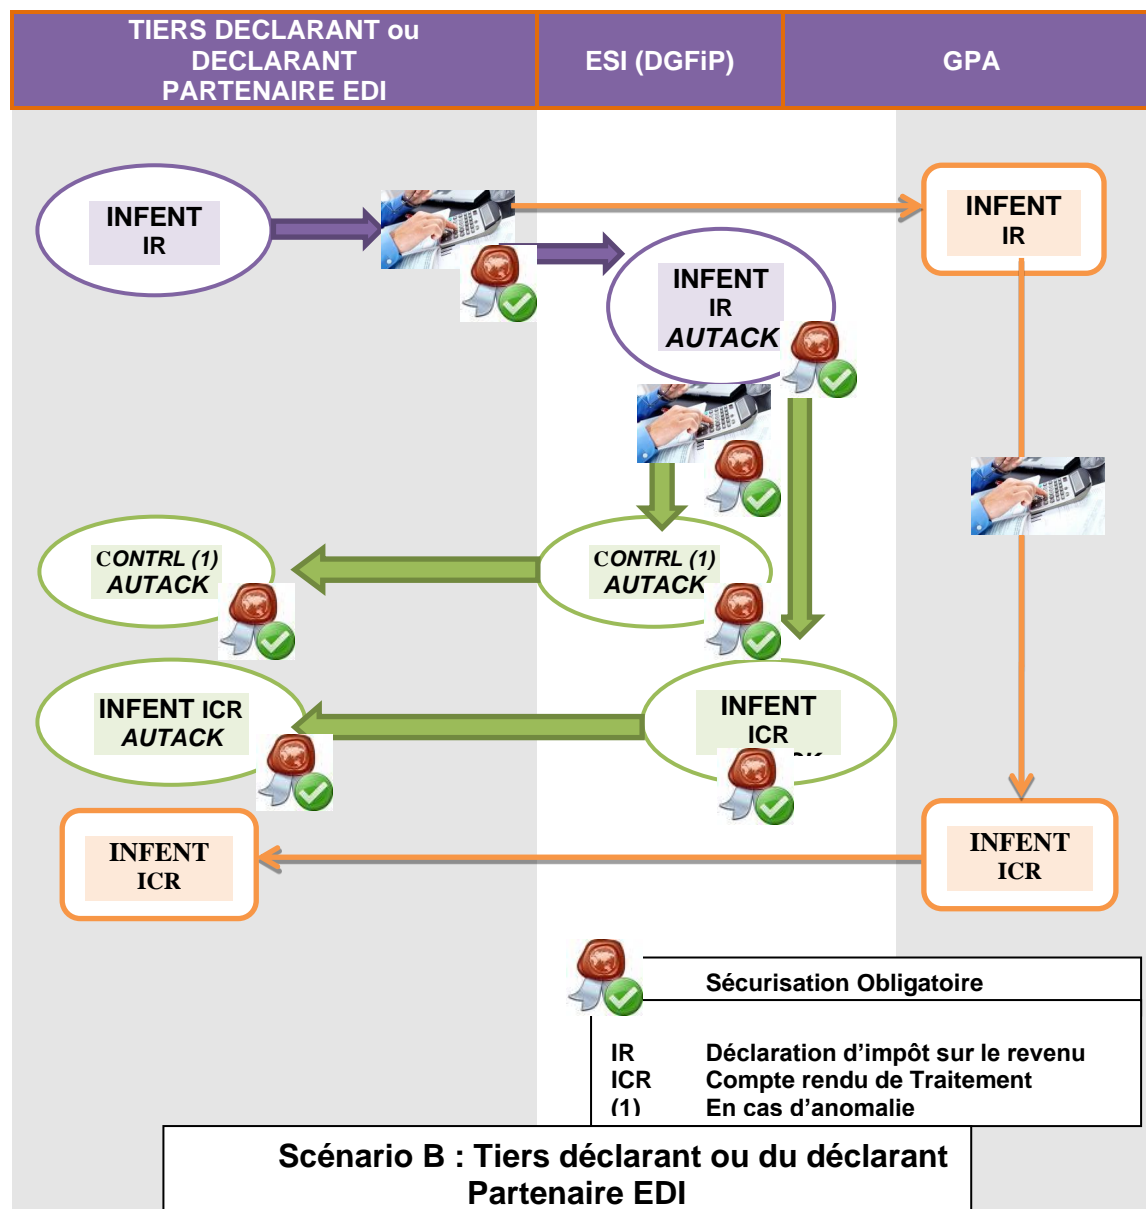 TIERS DECLARANT ou
DECLARANT
PARTENAIRE EDI
ESI (DGFiP)
GPA
INFENT
IR
INFENT
IR
AUTACK
INFENT
IR
CONTRL (1)
AUTACK
CONTRL (1)
AUTACK
INFENT ICR
AUTACK
INFENT
ICR
INFENT
ICR
INFENT
ICR
Sécurisation Obligatoire
IR Déclaration d’impôt sur le revenu
ICR Compte rendu de Traitement
(1) En cas d’anomalie
Scénario B : Tiers déclarant ou du déclarant
Partenaire EDI